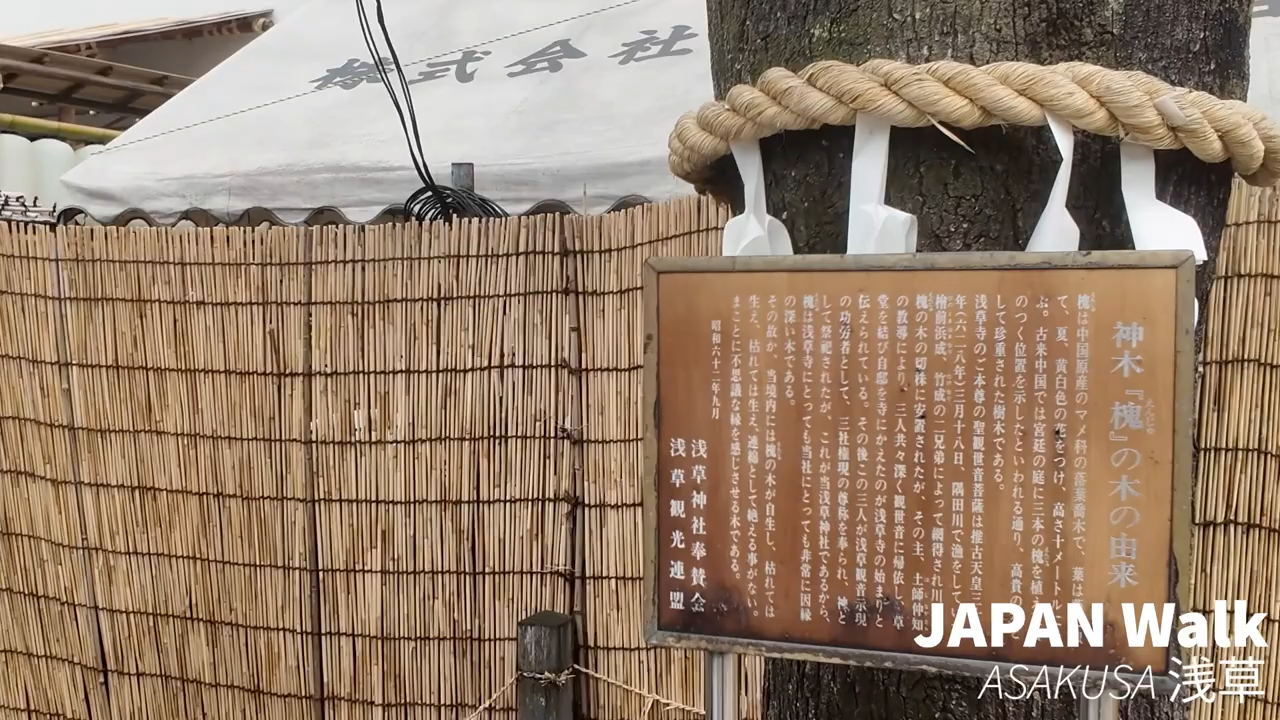 株式会社
神木『槐』の木の由来
えんじゅ
槐は中国原産のマメ科の落葉喬木で、葉は
て、夏、黄白色の花をつけ、高さ十メートルに
ぶ。古来中国では宮廷の庭に三本の槐を植え
のつく位置を示したといわれる通り、高貴の
して珍重された樹木である。
浅草寺のご本尊の聖観世音菩薩は推古天皇三
年(六二八年)三月十八日、隅田川で漁をして
檜前浜成、竹成の二兄弟によって網得され川
槐の木の切株に安置されたが、その主、土師仲知
の教導により、三人共々深く観世音に帰依し、草
堂を結び自邸を寺にかえたのが浅草寺の始まりと
伝えられている。その後この三人が浅草観音示現
の功労者として、三社権現の尊称を奉られ、神と
して祭祀されたが、これが当浅草神社であるから、
槐は浅草寺にとっても当社にとっても非常に因縁
の深い木である。
その故か、当境内には槐の木が自生し、枯れては
生え、枯れては生え、連綿として絶える事がない。
まことに不思議な縁を感じさせる木である。
昭和六十二年九月
浅草神社奉賛会
浅草観光連盟
JAPAN Walk
ASAKUSA 浅草